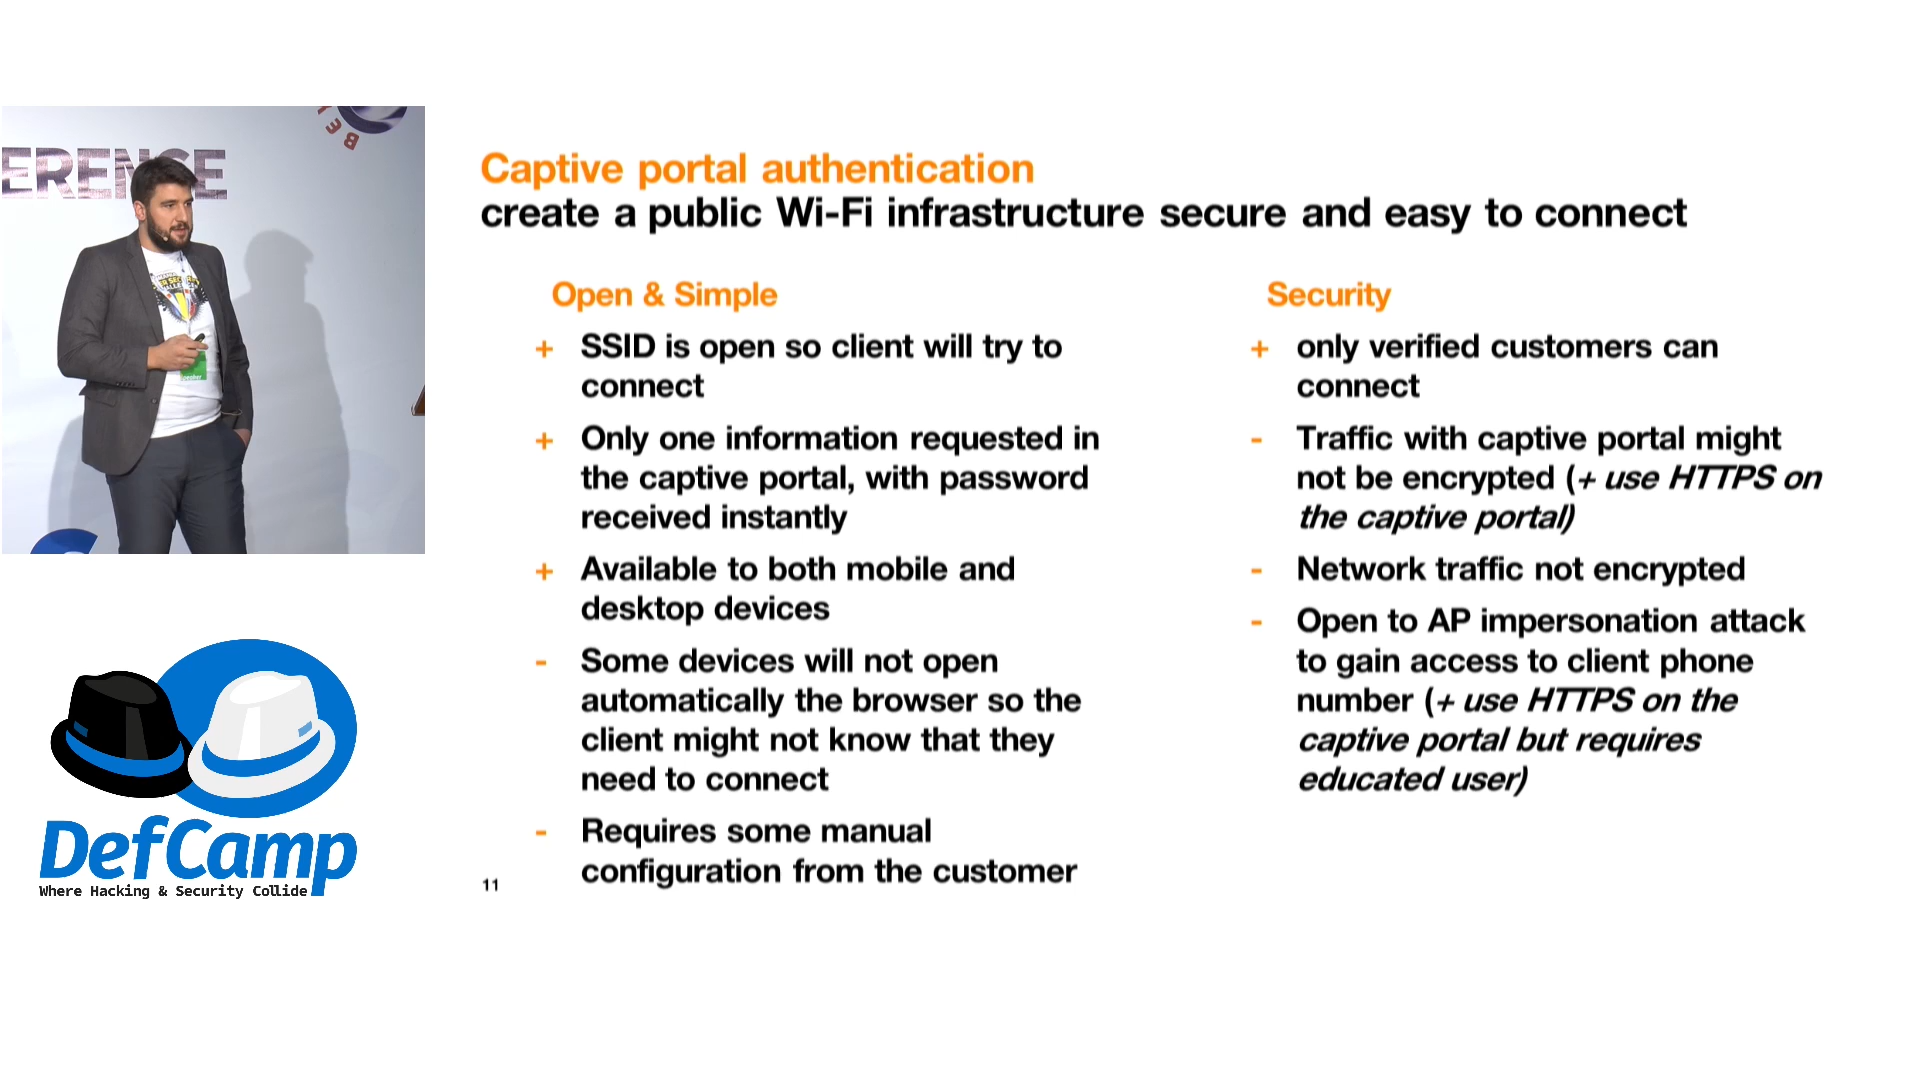 ERENCE
Captive portal authentication
create a public Wi-Fi infrastructure secure and easy to connect
Open & Simple
+ SSID is open so client will try to
connect
+ Only one information requested in
the captive portal, with password
received instantly
+ Available to both mobile and
desktop devices
- Some devices will not open
automatically the browser so the
client might not know that they
need to connect
- Requires some manual
configuration from the customer
11
Security
+ only verified customers can
connect
- Traffic with captive portal might
not be encrypted (+ use HTTPS on
the captive portal)
- Network traffic not encrypted
- Open to AP impersonation attack
to gain access to client phone
number (+ use HTTPS on the
captive portal but requires
educated user)
DefCamp
Where Hacking & Security Collide